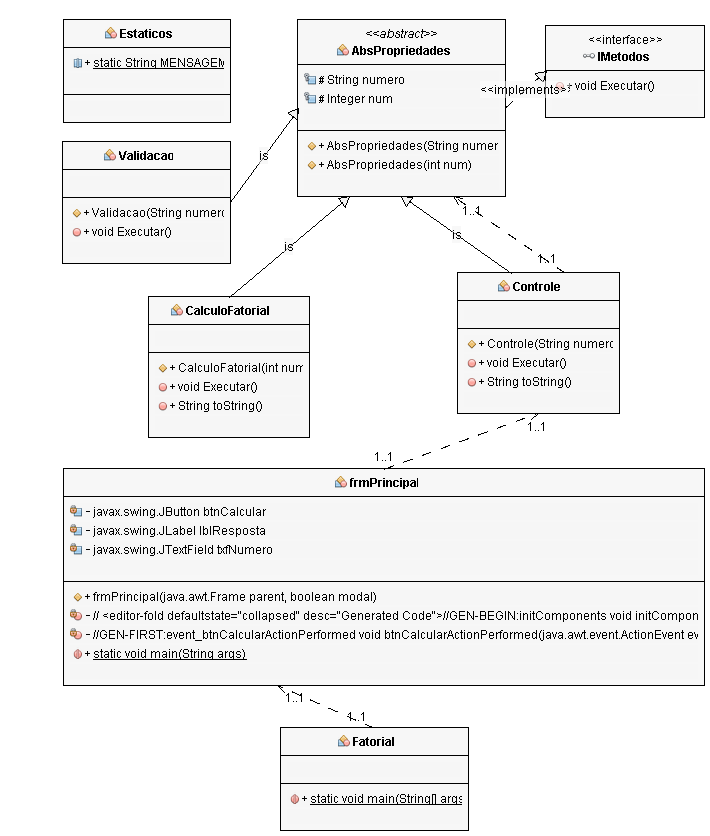 Estaticos
+ static String MENSAGEM
<<abstract>>
AbsPropriedades
# String numero
# Integer num
+ AbsPropriedades(String numer
+ AbsPropriedades(int num)
<<interface>>
IMetodos
+ void Executar()
<<implements>>
Validacao
+ Validacao(String numero
+ void Executar()
is
is
is
1..1
1..1
CalculoFatorial
+ CalculoFatorial(int num
+ void Executar()
+ String toString()
Controle
+ Controle(String numero
+ void Executar()
+ String toString()
1..1
1..1
frmPrincipal
- javax.swing.JButton btnCalcular
- javax.swing.JLabel lblResposta
- javax.swing.JTextField txfNumero
+ frmPrincipal(java.awt.Frame parent, boolean modal)
- // <editor-fold defaultstate="collapsed" desc="Generated Code">//GEN-BEGIN:initComponents void initCompon
- //GEN-FIRST:event_btnCalcularActionPerformed void btnCalcularActionPerformed(java.awt.event.ActionEvent ev
+ static void main(String args)
1..1
1..1
Fatorial
+ static void main(String[] args